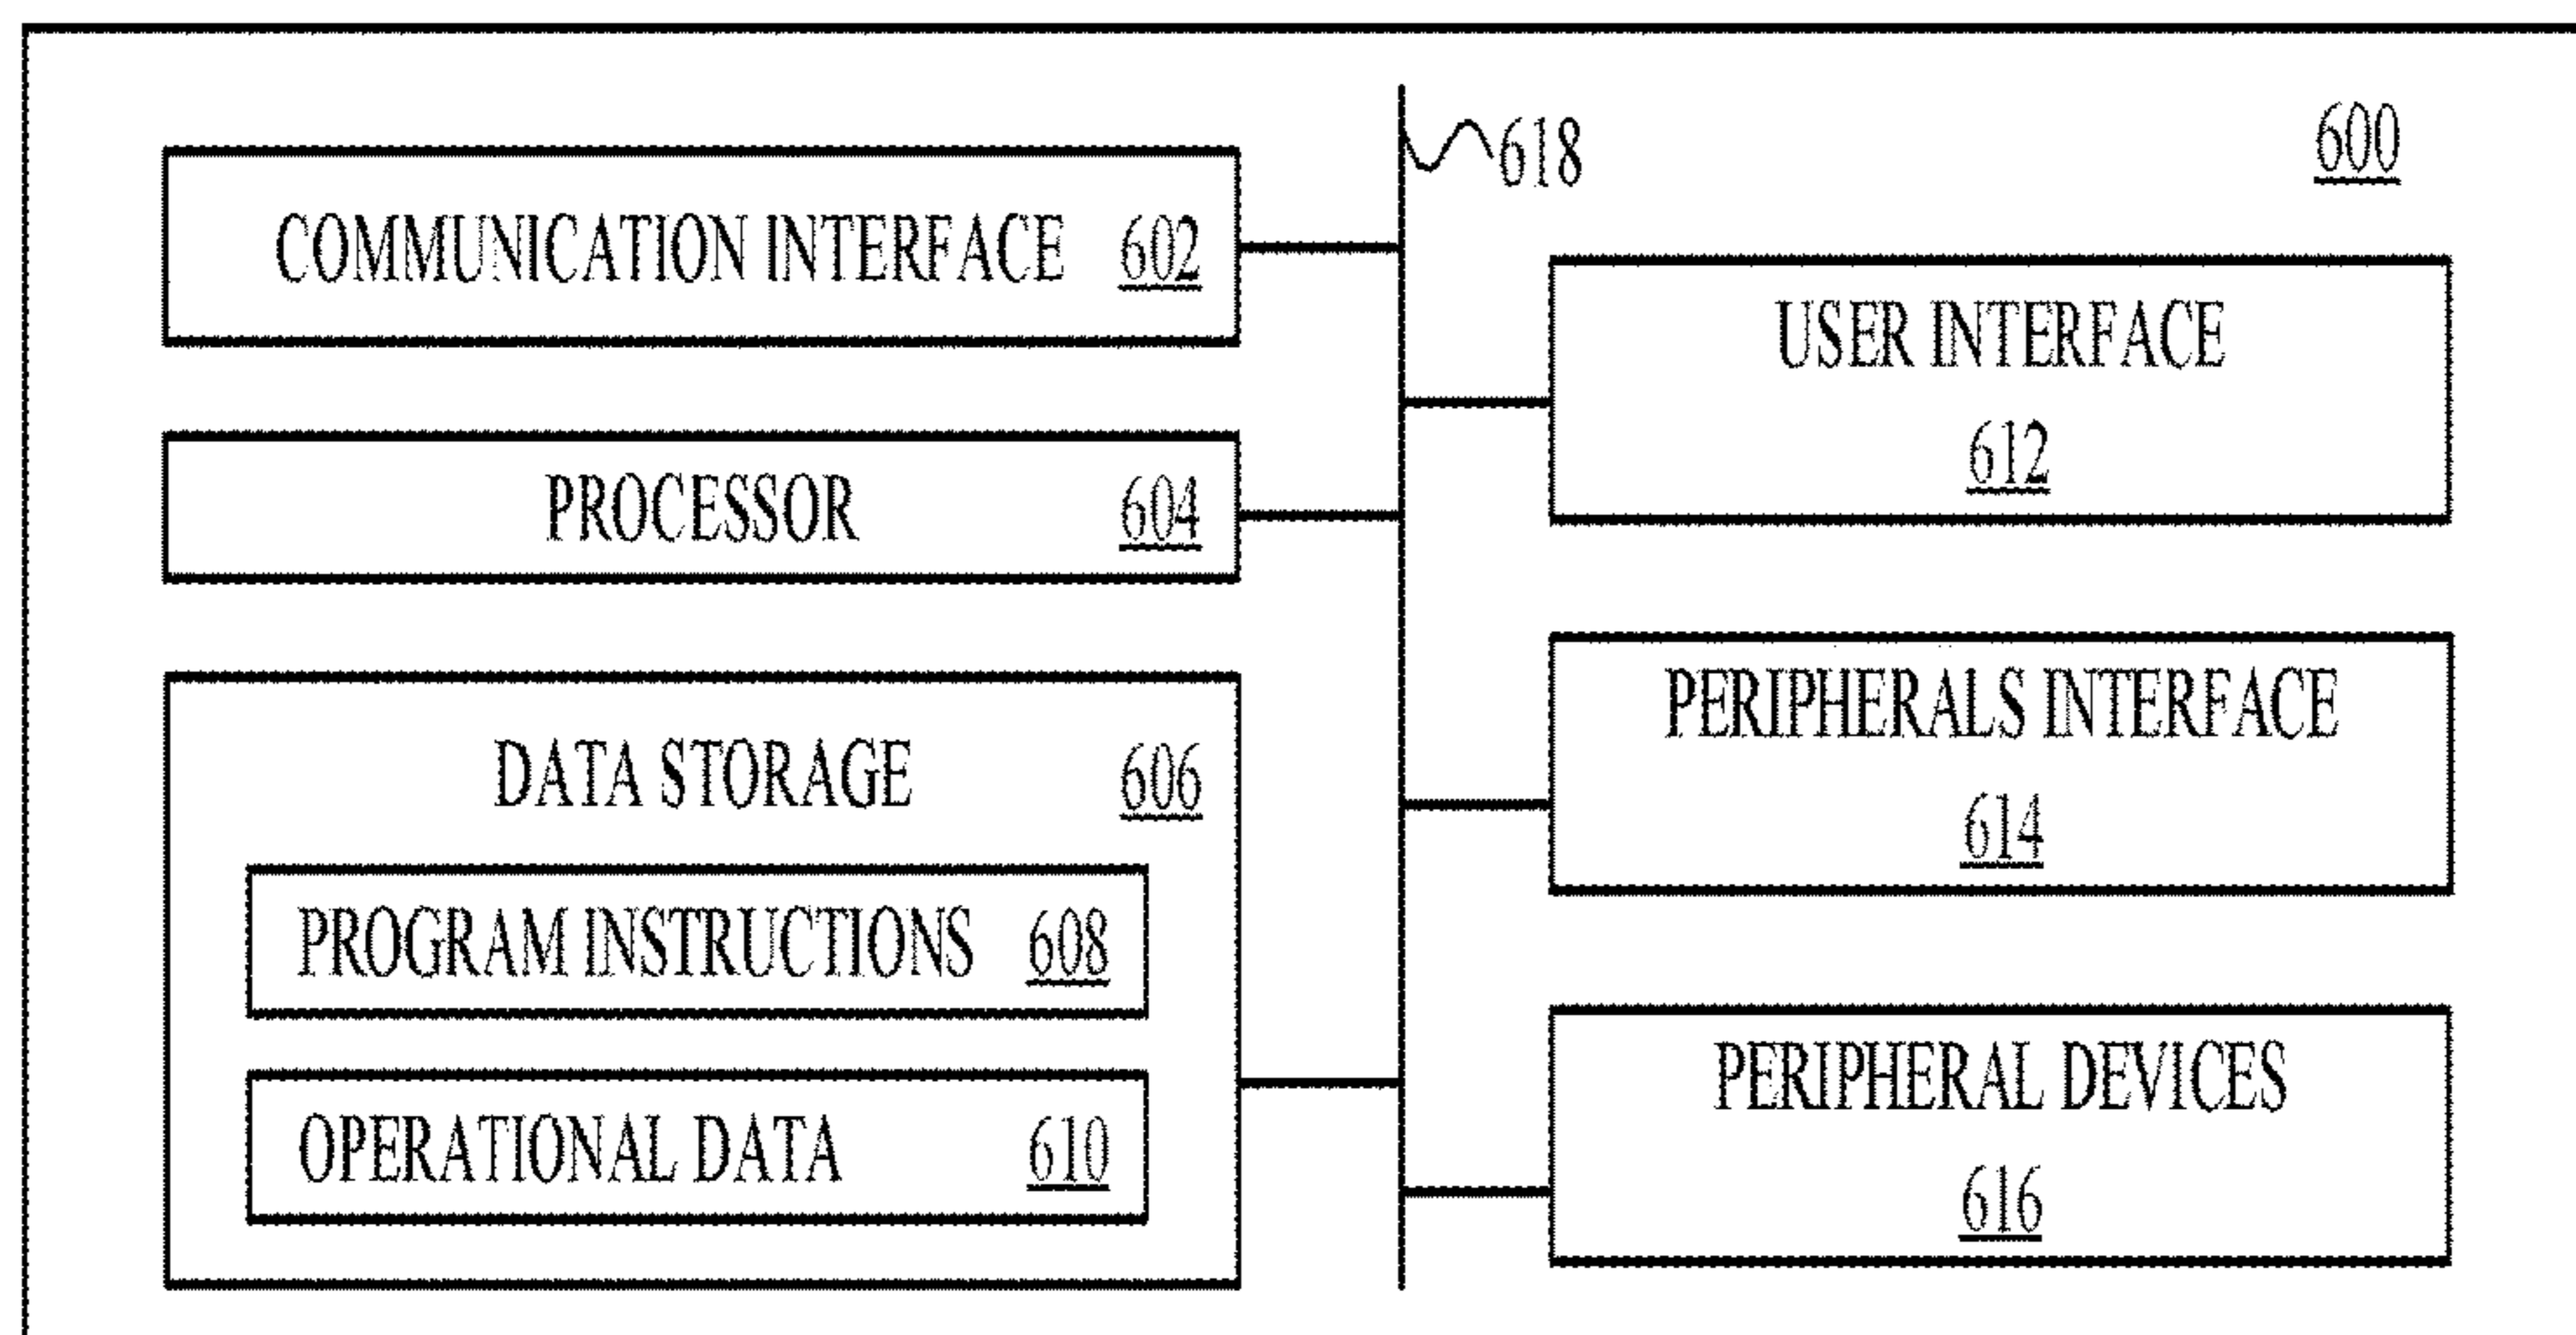 618
600
COMMUNICATION INTERFACE 602
USER INTERFACE
612
PROCESSOR 604
PERIPHERALS INTERFACE
614
DATA STORAGE 606
PROGRAM INSTRUCTIONS 608
OPERATIONAL DATA 610
PERIPHERAL DEVICES
616